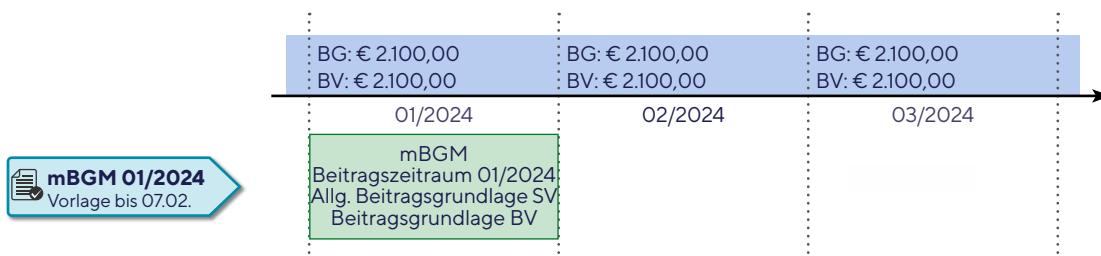 BG: € 2.100,00
BV: € 2.100,00
BG: € 2.100,00
BV: € 2.100,00
BG: € 2.100,00
BV: € 2.100,00
01/2024
02/2024
03/2024
mBGM 01/2024
Vorlage bis 07.02.
mBGM
Beitragszeitraum 01/2024
Allg. Beitragsgrundlage SV
Beitragsgrundlage BV